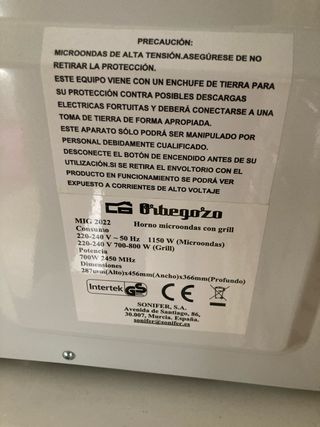 PRECAUCIÓN:
MICROONDAS DE ALTA TENSIÓN.ASEGÚRESE DE NO
RETIRAR LA PROTECCIÓN.
ESTE EQUIPO VIENE CON UN ENCHUFE DE TIERRA PARA
SU PROTECCIÓN CONTRA POSIBLES DESCARGAS
ELECTRICAS FORTUITAS Y DEBERÁ CONECTARSE A UNA
TOMA DE TIERRA DE FORMA APROPIADA.
ESTE APARATO SÓLO PODRÁ SER MANIPULADO POR
PERSONAL DEBIDAMENTE CUALIFICADO.
DESCONECTE EL BOTÓN DE ENCENDIDO ANTES DE SU
UTILIZACIÓN.SI SE RETIRA EL ENVOLTORIO CON EL
PRODUCTO EN FUNCIONAMIENTO SE PODRÁ VER
EXPUESTO A CORRIENTES DE ALTO VOLTAJE
Orbegozo
MIG 2022 Horno microondas con grill
Consumo
220-240 V ~ 50 Hz 1150 W (Microondas)
220-240 V 700-800 W (Grill)
Potencia
700W 2450 MHz
Dimensiones
287mm(Alto)x456mm(Ancho)x366mm(Profundo)
Intertek GS CE
SONIFER, S.A.
Avenida de Santiago, 86,
30.007, Murcia. España.
sonifer@sonifer.es